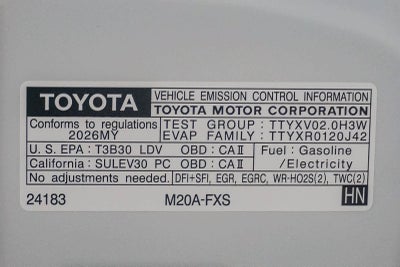 TOYOTA
VEHICLE EMISSION CONTROL INFORMATION
TOYOTA MOTOR CORPORATION
Conforms to regulations
2026MY
TEST GROUP : TTYXV02.0H3W
EVAP FAMILY : TTYXR0120J42
U. S. EPA : T3B30 LDV OBD : CAII
California : SULEV30 PC OBD : CAII
Fuel : Gasoline
/Electricity
No adjustments needed. DFI+SFI, EGR, EGRC, WR-HO2S(2), TWC(2)
24183 M20A-FXS HN